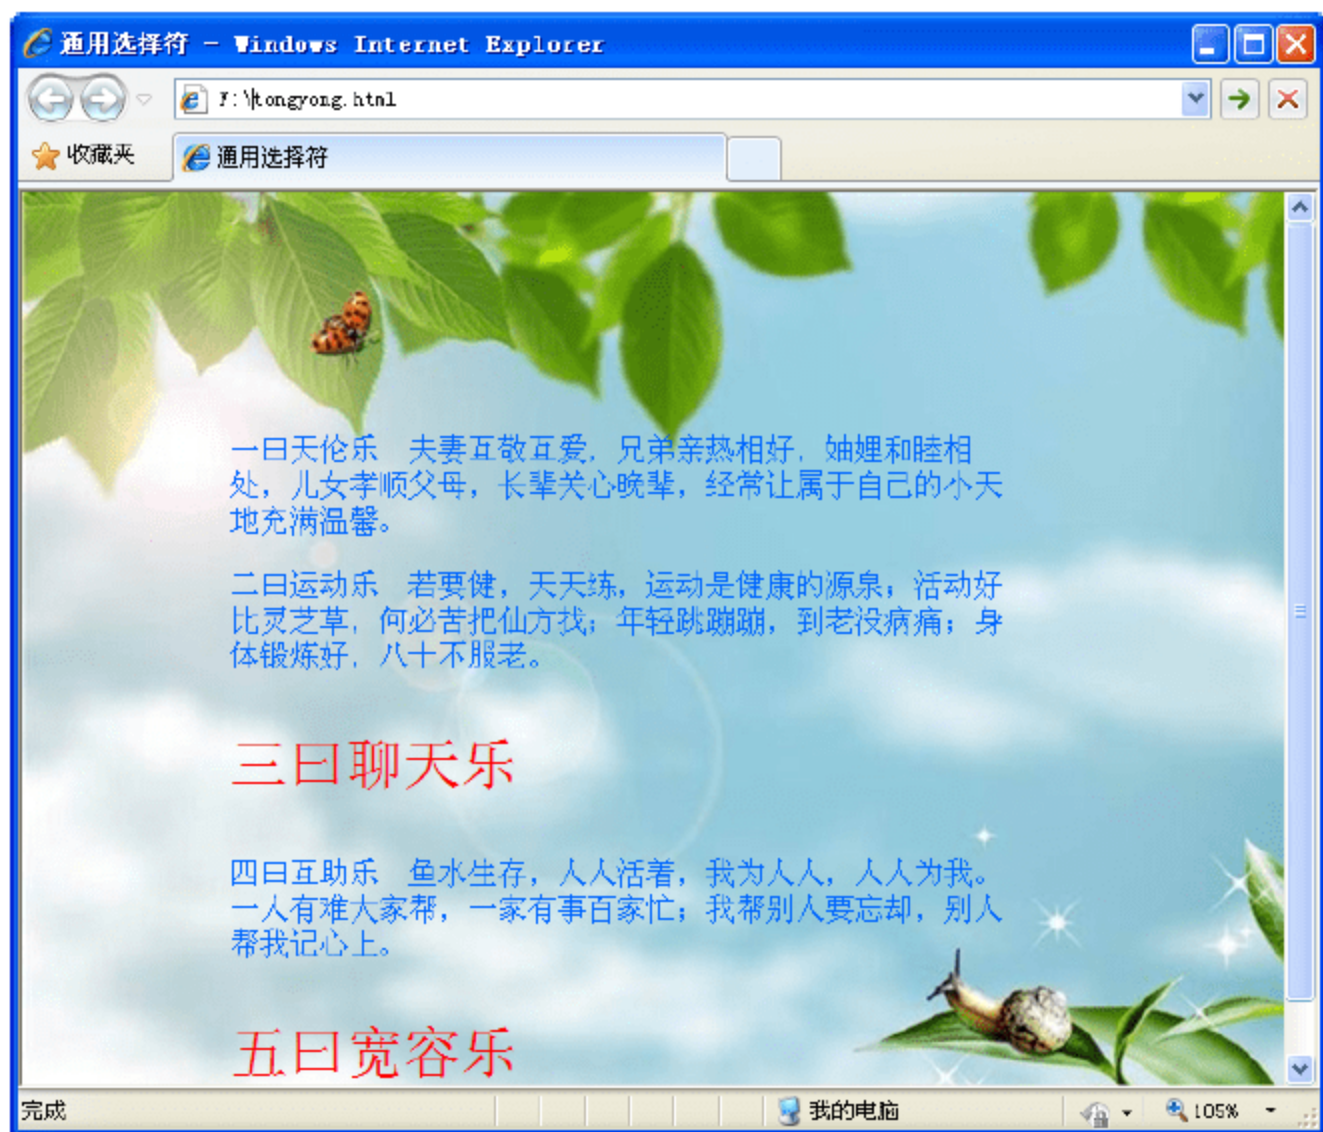 通用选择符 - Windows Internet Explorer
F:\tongyong.html
收藏夹
通用选择符
一曰天伦乐 夫妻互敬互爱，兄弟亲热相好，妯娌和睦相
处，儿女孝顺父母，长辈关心晚辈，经常让属于自己的小天
地充满温馨。
二曰运动乐 若要健，天天练，运动是健康的源泉；活动好
比灵芝草，何必苦把仙方找；年轻跳蹦蹦，到老没病痛；身
体锻炼好，八十不服老。
三曰聊天乐
四曰互助乐 鱼水生存，人人活着，我为人人，人人为我。
一人有难大家帮，一家有事百家忙；我帮别人要忘却，别人
帮我记心上。
五曰宽容乐
完成
我的电脑
105%